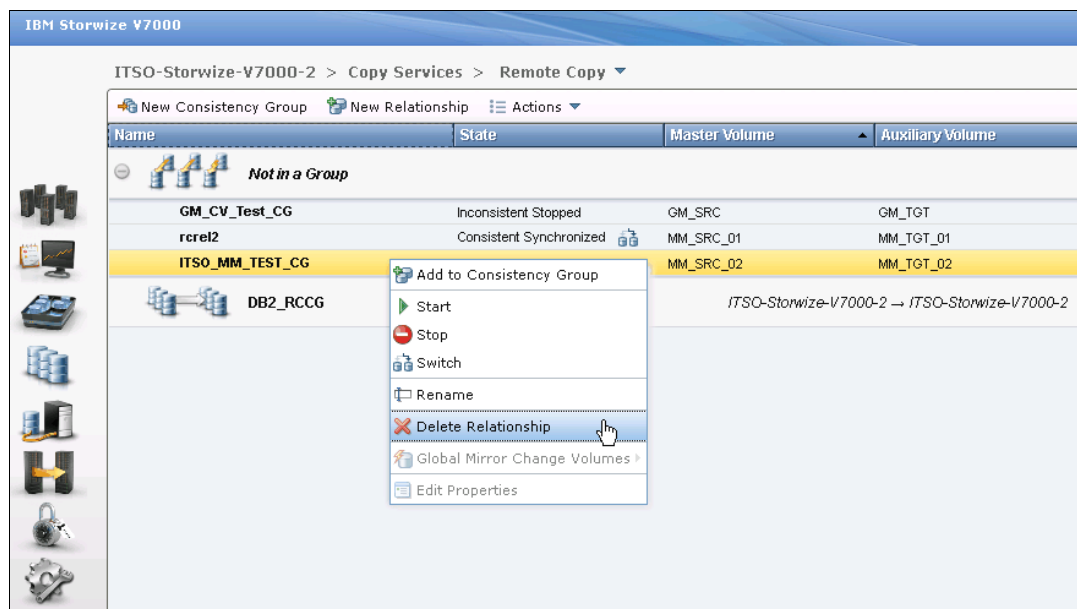 IBM Storwize V7000
ITSO-Storwize-V7000-2 > Copy Services > Remote Copy
New Consistency Group New Relationship Actions
Name State Master Volume Auxiliary Volume
Not in a Group
GM_CV_Test_CG Inconsistent Stopped GM_SRC GM_TGT
rcrel2 Consistent Synchronized MM_SRC_01 MM_TGT_01
ITSO_MM_TEST_CG MM_SRC_02 MM_TGT_02
Add to Consistency Group
DB2_RCCG ITSO-Storwize-V7000-2 → ITSO-Storwize-V7000-2
Start
Stop
Switch
Rename
Delete Relationship
Global Mirror Change Volumes
Edit Properties